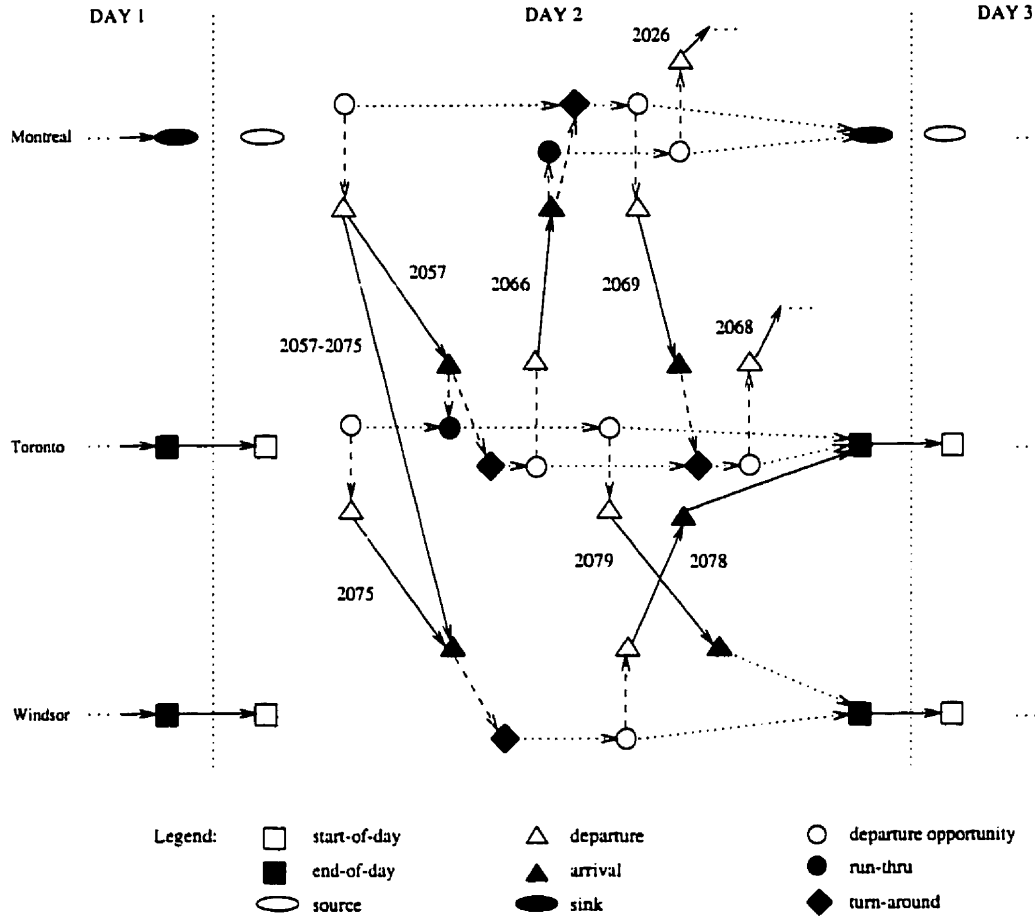 DAY 1
DAY 2
DAY 3
2026
Montreal
2057
2066
2069
2057-2075
2068
Toronto
2075
2079
2078
Windsor
Legend:
start-of-day
departure
departure opportunity
end-of-day
arrival
run-thru
source
sink
turn-around